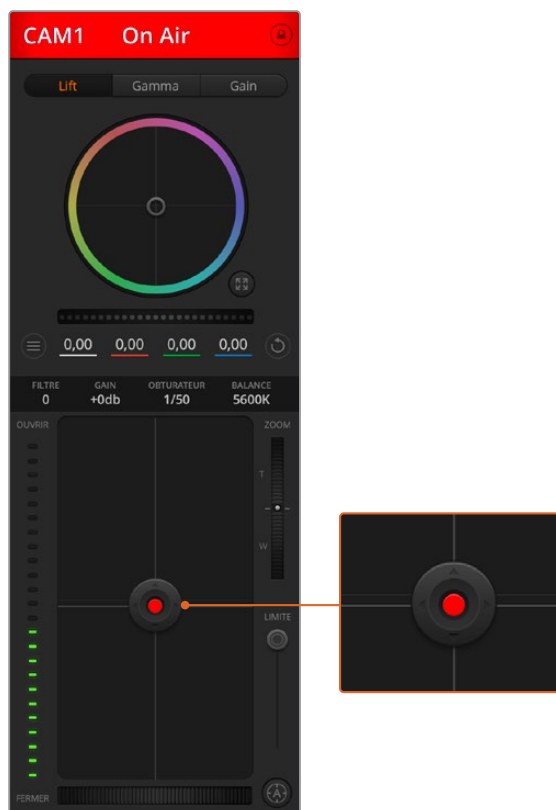 CAM1 On Air
Lift Gamma Gain
0,00 0,00 0,00 0,00
FILTRE GAIN OBTURATEUR BALANCE
0 +0db 1/50 5600K
OUVRIR ZOOM
T
W
LIMITE
A
FERMER